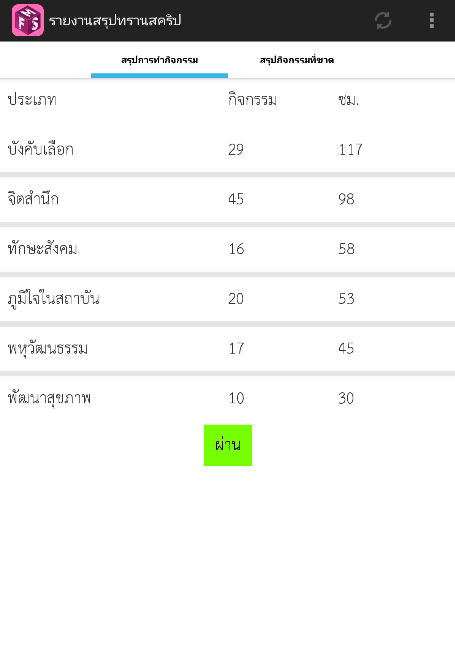 รายงานสรุปทรานสคริป
สรุปการทำกิจกรรม สรุปกิจกรรมที่ขาด
ประเภท กิจกรรม ชม.
บังคับเลือก 29 117
จิตสำนึก 45 98
ทักษะสังคม 16 58
ภูมิใจในสถาบัน 20 53
พหุวัฒนธรรม 17 45
พัฒนาสุขภาพ 10 30
ผ่าน